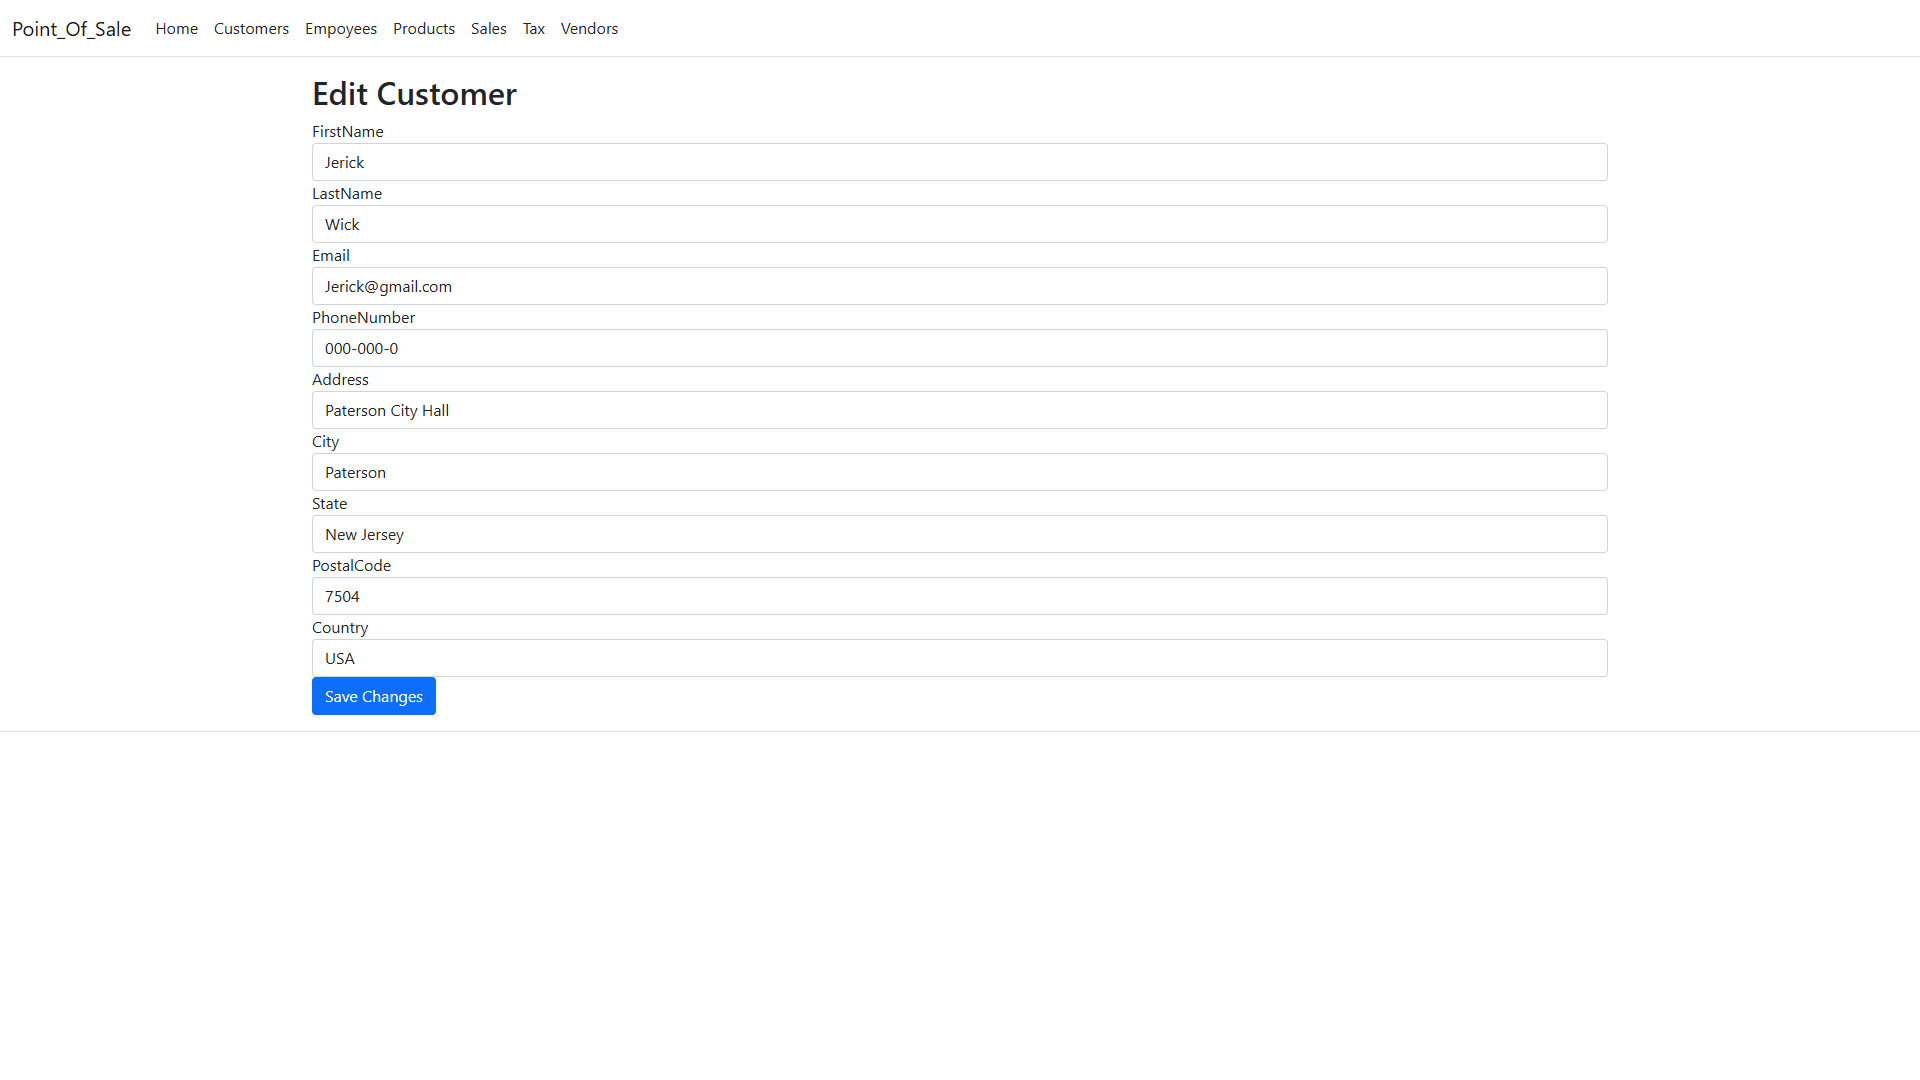 Point_Of_Sale Home Customers Empoyees Products Sales Tax Vendors
Edit Customer
FirstName
Jerick
LastName
Wick
Email
Jerick@gmail.com
PhoneNumber
000-000-0
Address
Paterson City Hall
City
Paterson
State
New Jersey
PostalCode
7504
Country
USA
Save Changes